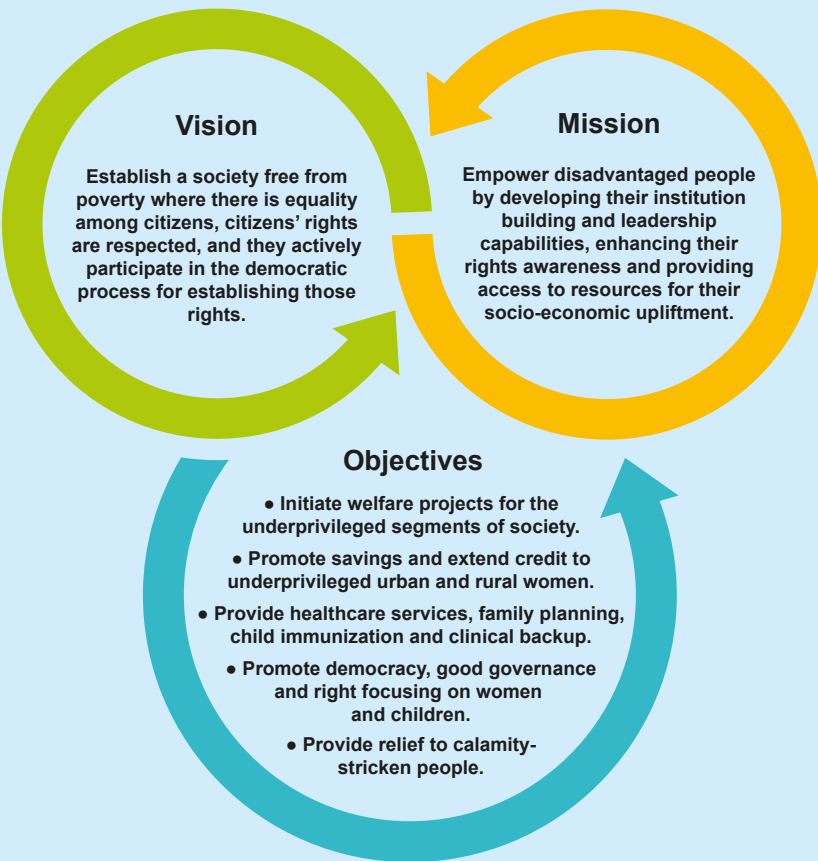 Vision
Establish a society free from
poverty where there is equality
among citizens, citizens’ rights
are respected, and they actively
participate in the democratic
process for establishing those
rights.
Mission
Empower disadvantaged people
by developing their institution
building and leadership
capabilities, enhancing their
rights awareness and providing
access to resources for their
socio-economic upliftment.
Objectives
● Initiate welfare projects for the
underprivileged segments of society.
● Promote savings and extend credit to
underprivileged urban and rural women.
● Provide healthcare services, family planning,
child immunization and clinical backup.
● Promote democracy, good governance
and right focusing on women
and children.
● Provide relief to calamity-
stricken people.